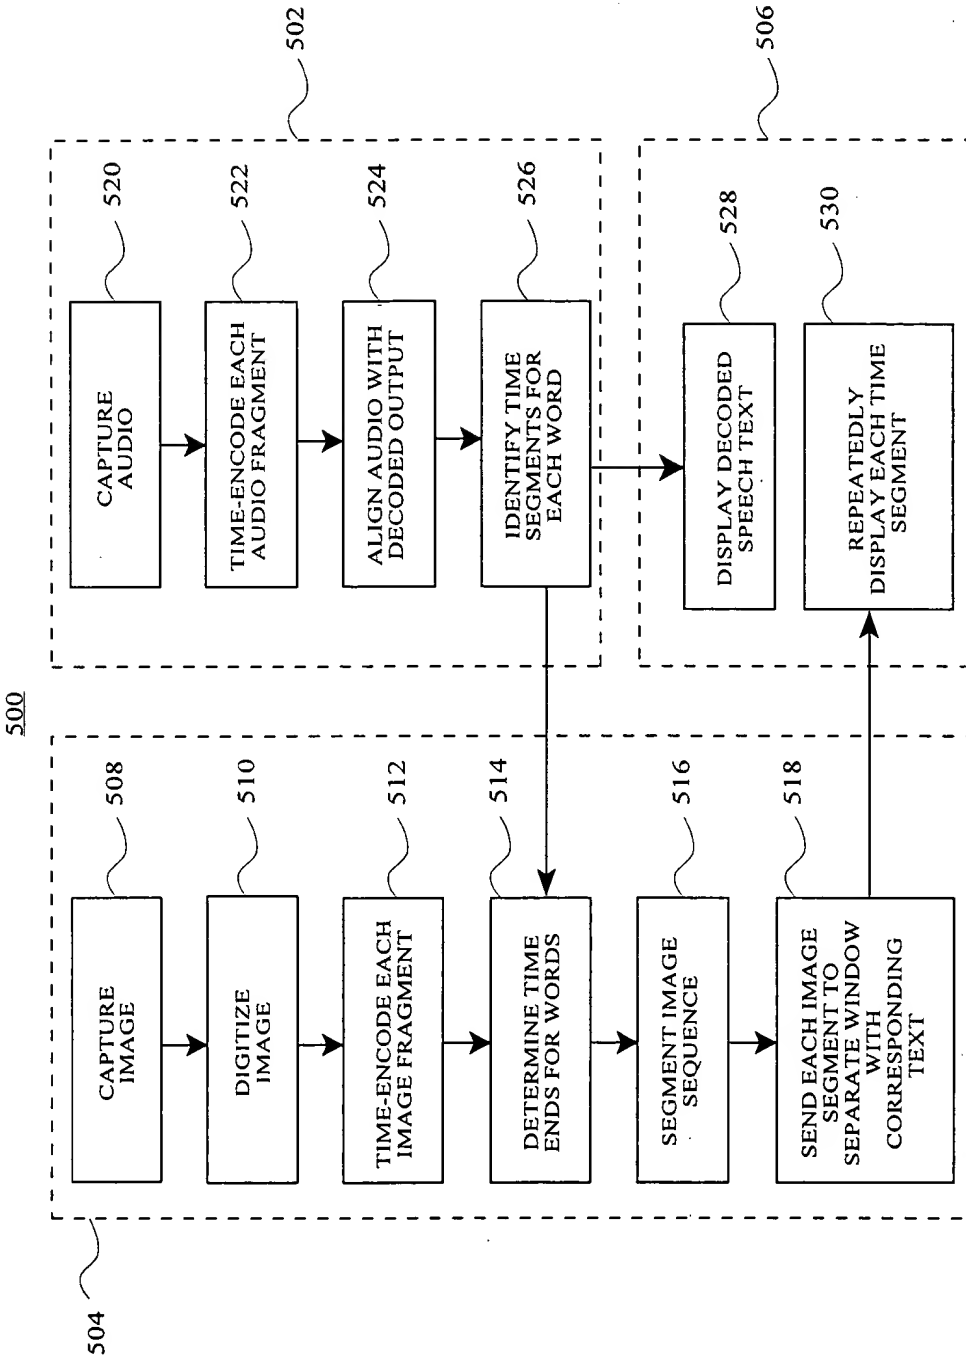 500
504
CAPTURE
IMAGE
508
DIGITIZE
IMAGE
510
TIME-ENCODE EACH
IMAGE FRAGMENT
512
DETERMINE TIME
ENDS FOR WORDS
514
SEGMENT IMAGE
SEQUENCE
516
SEND EACH IMAGE
SEGMENT TO
SEPARATE WINDOW
WITH
CORRESPONDING
TEXT
518
502
CAPTURE
AUDIO
520
TIME-ENCODE EACH
AUDIO FRAGMENT
522
ALIGN AUDIO WITH
DECODED OUTPUT
524
IDENTIFY TIME
SEGMENTS FOR
EACH WORD
526
506
DISPLAY DECODED
SPEECH TEXT
528
REPEATEDLY
DISPLAY EACH TIME
SEGMENT
530